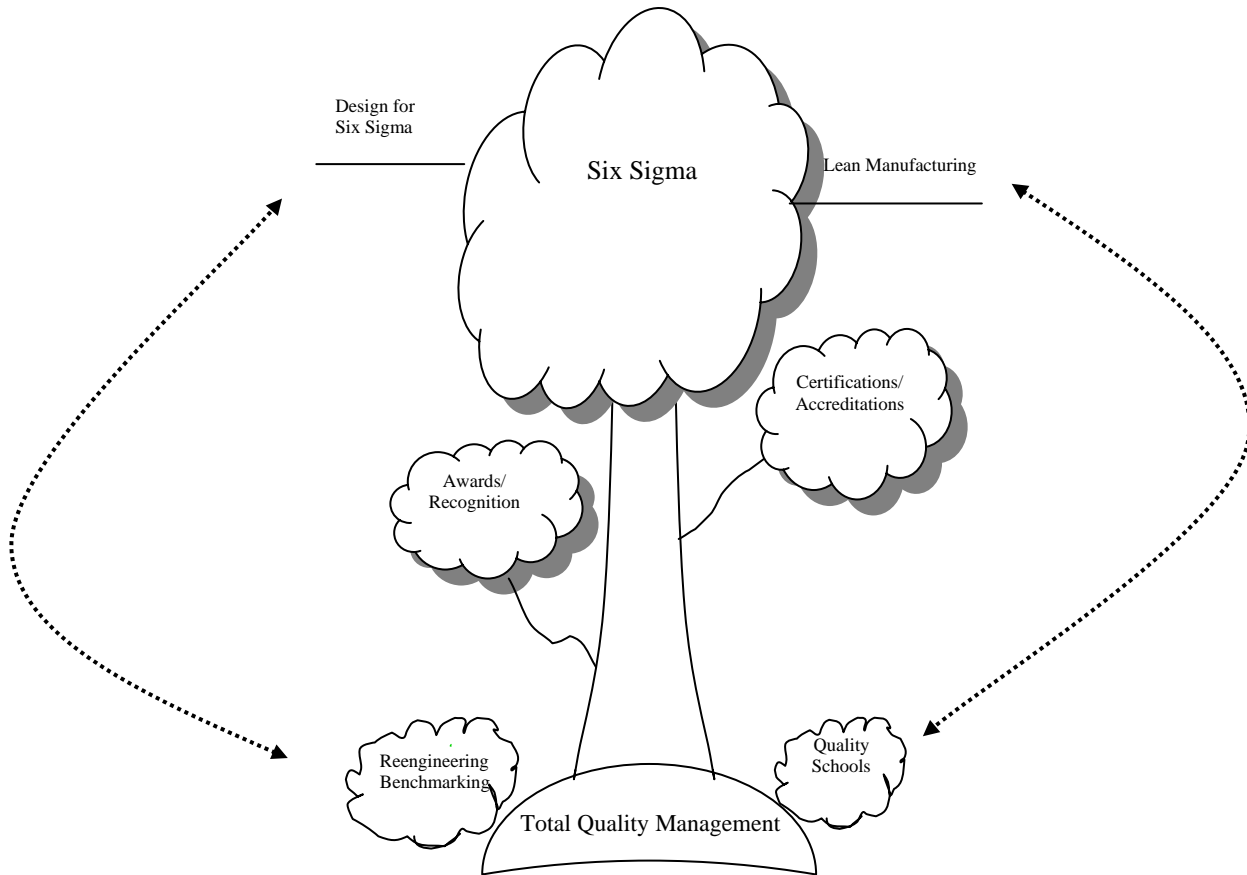 Design for
Six Sigma
Six Sigma
Lean Manufacturing
Certifications/
Accreditations
Awards/
Recognition
Reengineering
Benchmarking
Quality
Schools
Total Quality Management